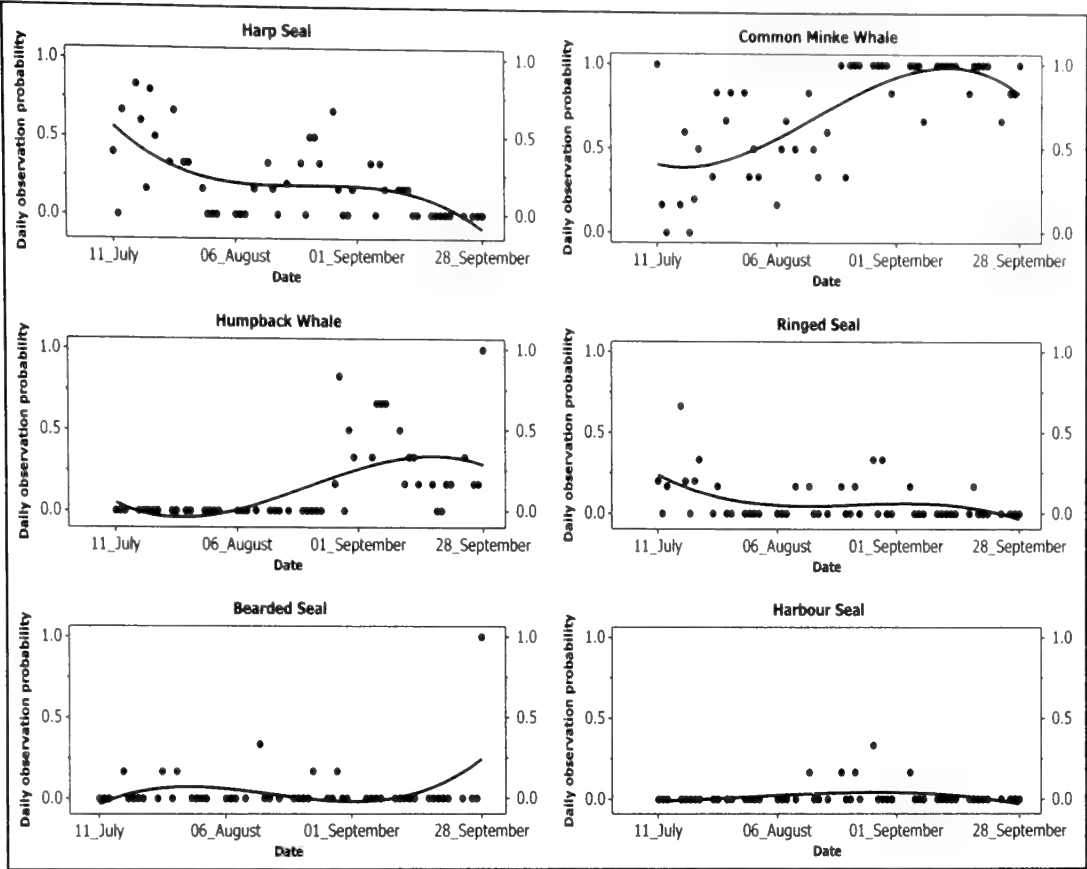 Harp Seal
Daily observation probability
1.0
0.5
0.0
1.0
0.5
0.0
11_July
06_August
01_September
28_September
Date
Common Minke Whale
Daily observation probability
1.0
0.5
0.0
1.0
0.5
0.0
11_July
06_August
01_September
28_September
Date
Humpback Whale
Daily observation probability
1.0
0.5
0.0
1.0
0.5
0.0
11_July
06_August
01_September
28_September
Date
Ringed Seal
Daily observation probability
1.0
0.5
0.0
1.0
0.5
0.0
11_July
06_August
01_September
28_September
Date
Bearded Seal
Daily observation probability
1.0
0.5
0.0
1.0
0.5
0.0
11_July
06_August
01_September
28_September
Date
Harbour Seal
Daily observation probability
1.0
0.5
0.0
1.0
0.5
0.0
11_July
06_August
01_September
28_September
Date